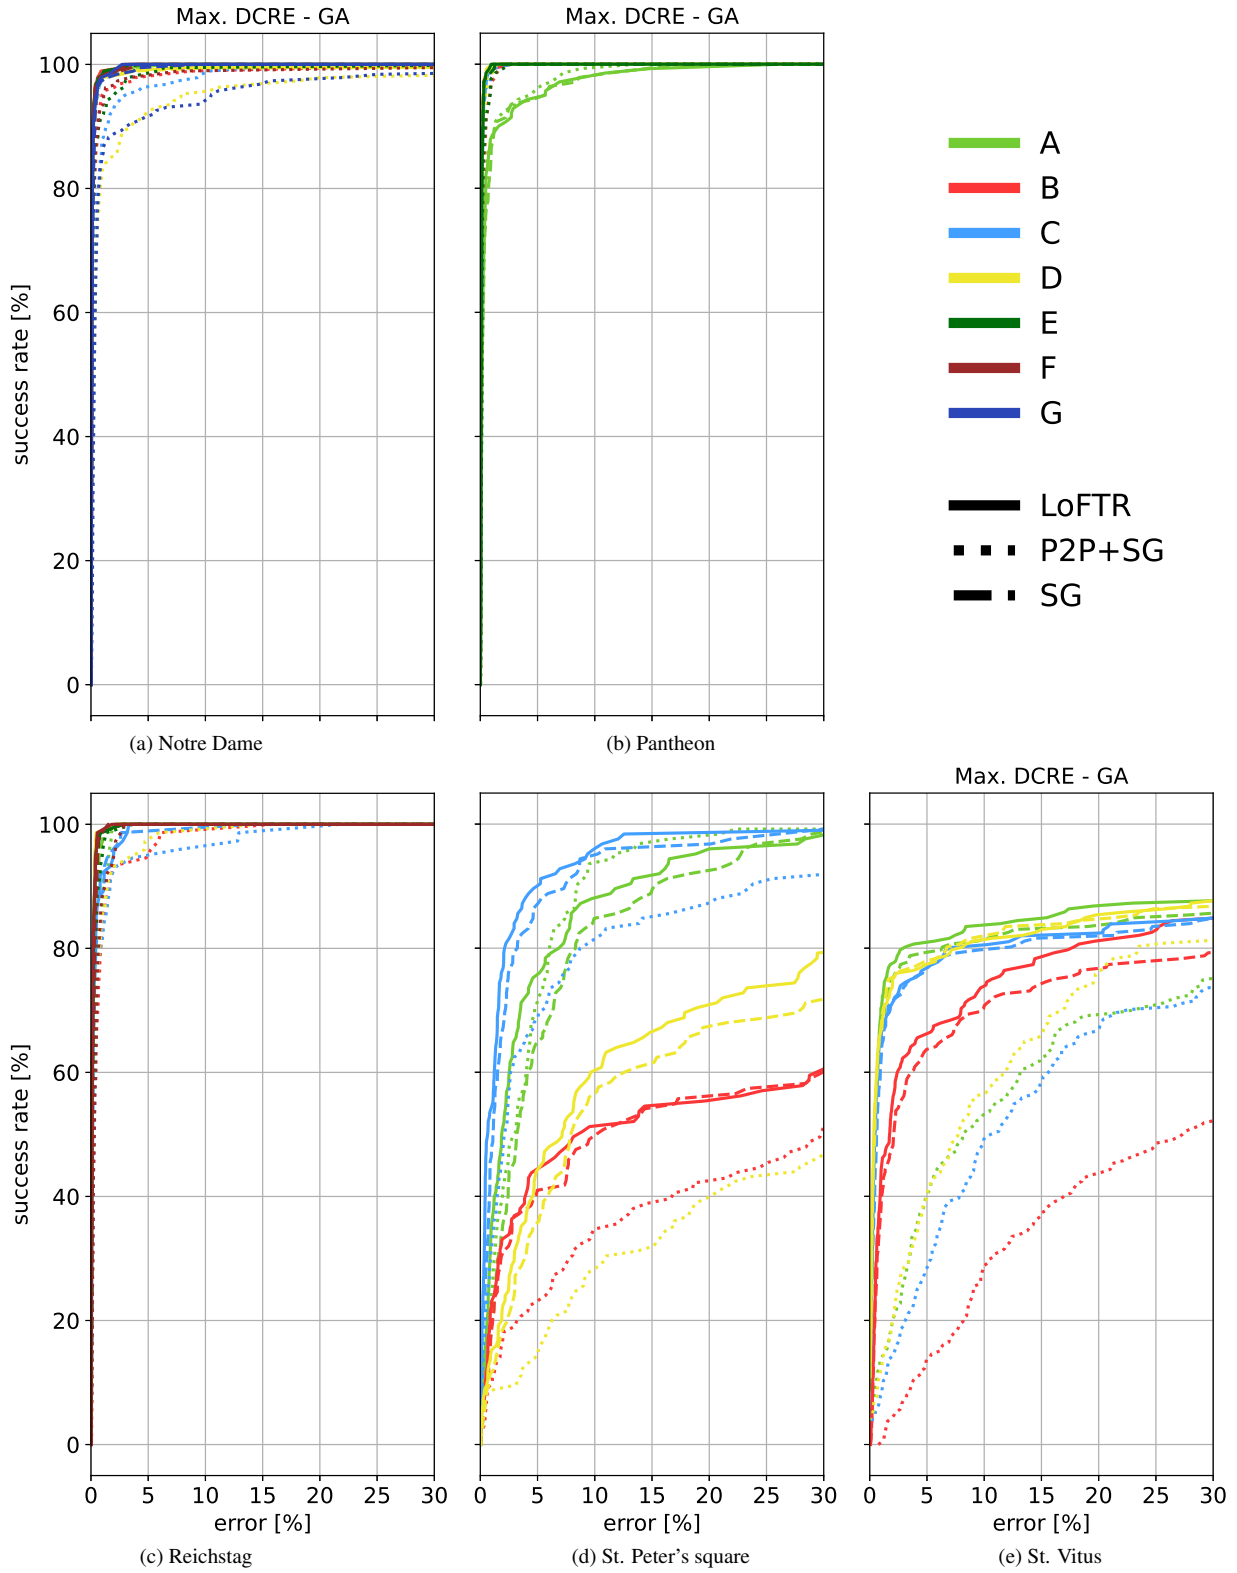 Max. DCRE - GA
Max. DCRE - GA
success rate [%]
100
80
60
40
20
0
A
B
C
D
E
F
G
LoFTR
P2P+SG
SG
(a) Notre Dame
(b) Pantheon
Max. DCRE - GA
success rate [%]
100
80
60
40
20
0
0 5 10 15 20 25 30
0 5 10 15 20 25 30
0 5 10 15 20 25 30
error [%]
error [%]
error [%]
(c) Reichstag
(d) St. Peter's square
(e) St. Vitus